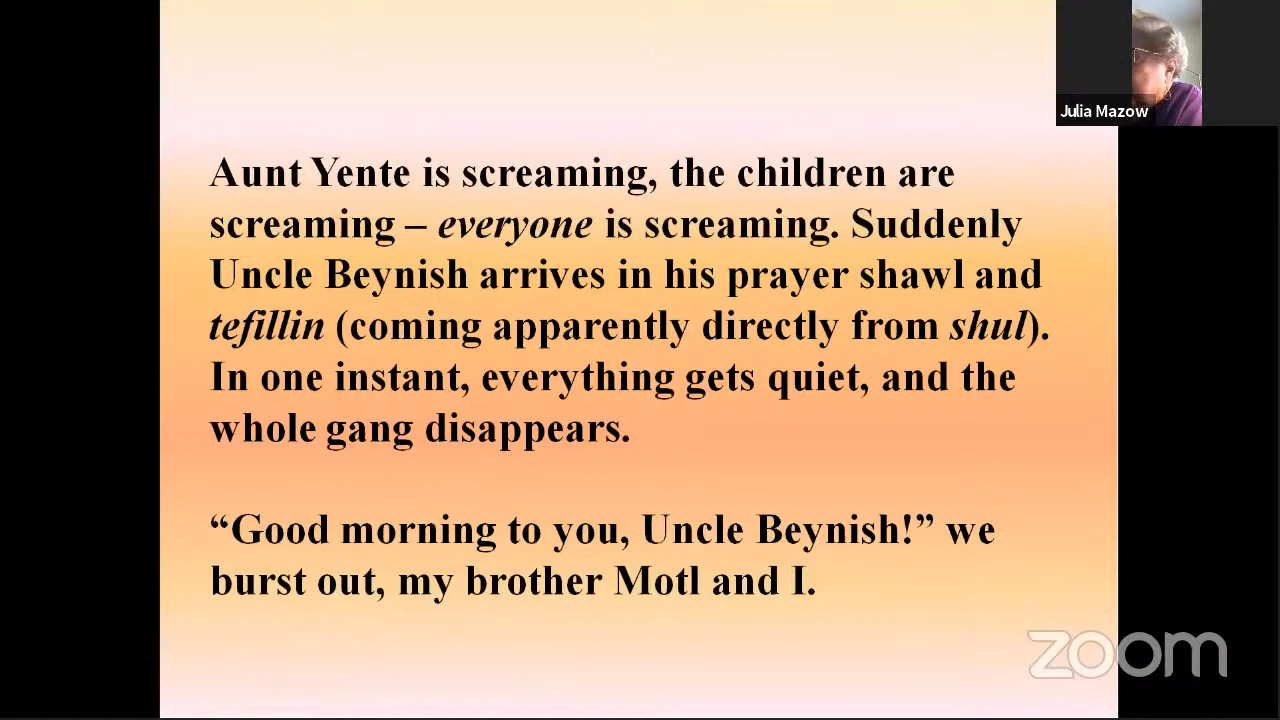 Julia Mazow
Aunt Yente is screaming, the children are
screaming – everyone is screaming. Suddenly
Uncle Beynish arrives in his prayer shawl and
tefillin (coming apparently directly from shul).
In one instant, everything gets quiet, and the
whole gang disappears.
“Good morning to you, Uncle Beynish!” we
burst out, my brother Motl and I.
zoom